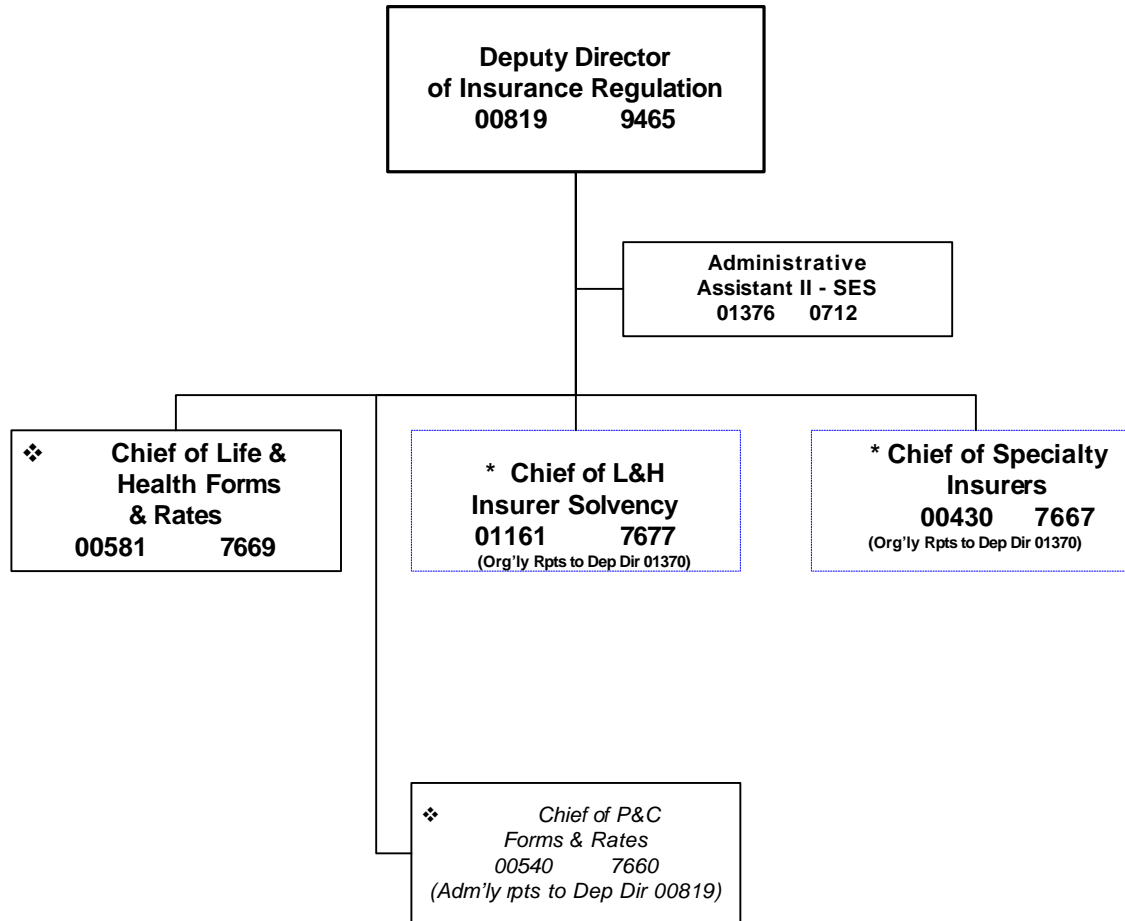 Deputy Director
of Insurance Regulation
00819 9465
Administrative
Assistant II - SES
01376 0712
❖ Chief of Life &
Health Forms
& Rates
00581 7669
* Chief of L&H
Insurer Solvency
01161 7677
(Org'ly Rpts to Dep Dir 01370)
* Chief of Specialty
Insurers
00430 7667
(Org'ly Rpts to Dep Dir 01370)
❖ Chief of P&C
Forms & Rates
00540 7660
(Adm'ly rpts to Dep Dir 00819)